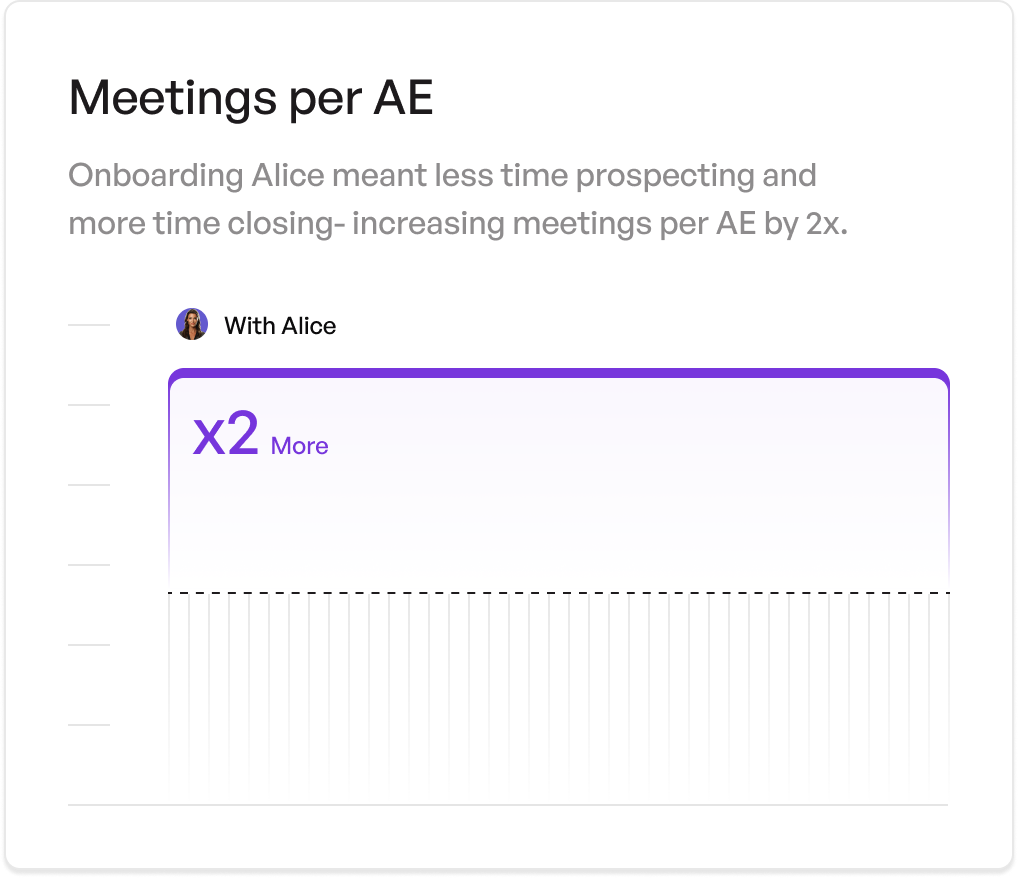 Meetings per AE
Onboarding Alice meant less time prospecting and
more time closing- increasing meetings per AE by 2x.
With Alice
x2 More